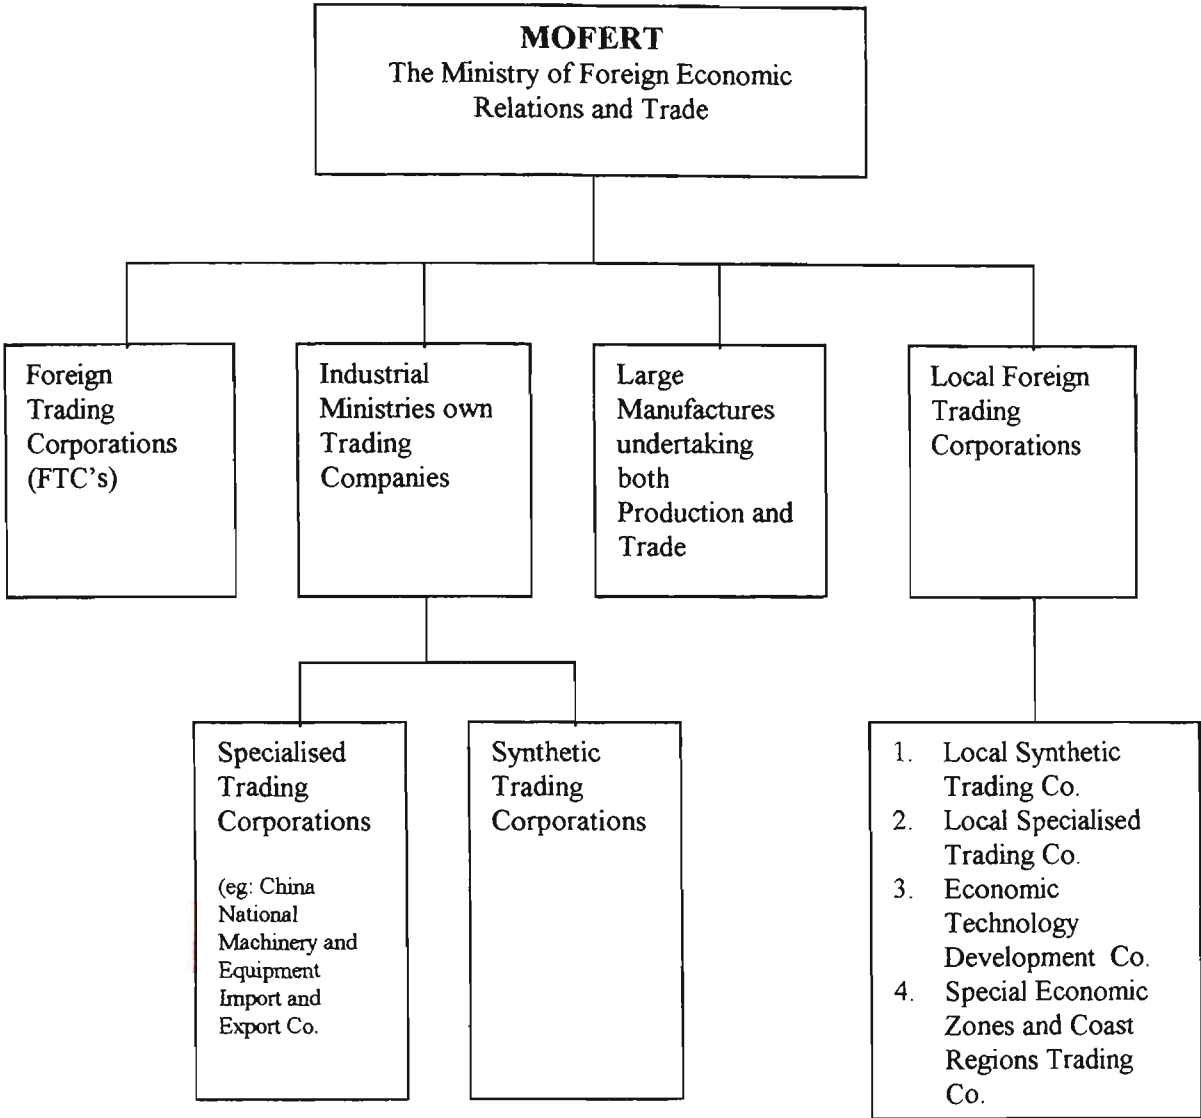 MOFERT
The Ministry of Foreign Economic
Relations and Trade
Foreign
Trading
Corporations
(FTC's)
Industrial
Ministries own
Trading
Companies
Large
Manufactures
undertaking
both
Production and
Trade
Local Foreign
Trading
Corporations
Specialised
Trading
Corporations
(eg: China
National
Machinery and
Equipment
Import and
Export Co.
Synthetic
Trading
Corporations
1. Local Synthetic
Trading Co.
2. Local Specialised
Trading Co.
3. Economic
Technology
Development Co.
4. Special Economic
Zones and Coast
Regions Trading
Co.